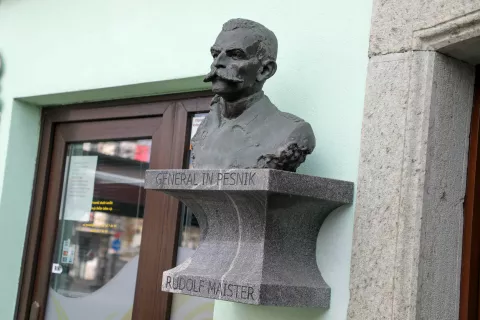 GENERAL IN PESNIK
RUDOLF MAISTER